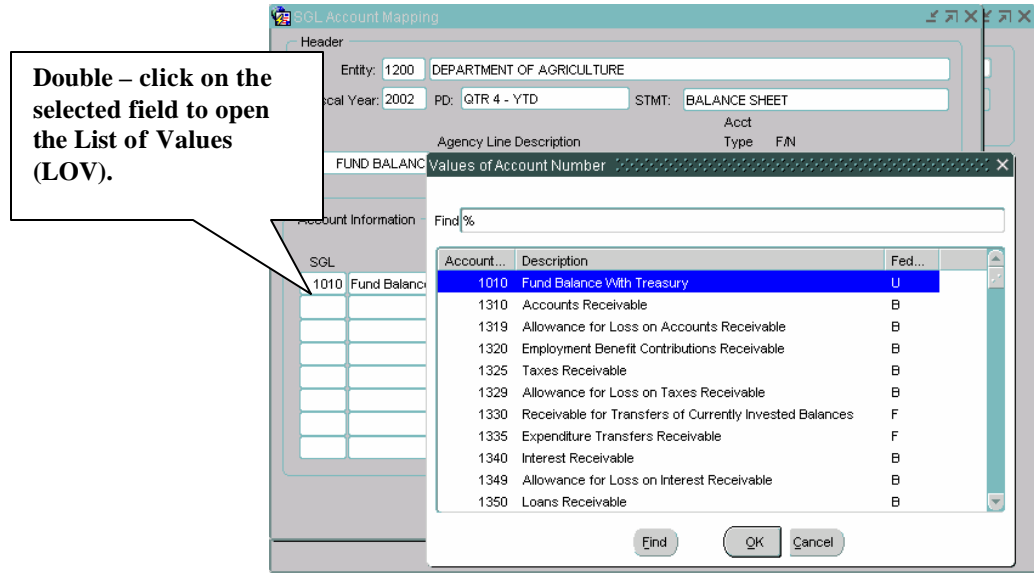 SGL Account Mapping
Header
Double – click on the
selected field to open
the List of Values
(LOV).
Entity: 1200 DEPARTMENT OF AGRICULTURE
Year: 2002 PD: QTR 4 - YTD STMT: BALANCE SHEET
Acct
Agency Line Description Type F/N
FUND BALANC
Values of Account Number
Account Information
Find %
SGL
1010 Fund Balanc
Account... Description Fed...
1010 Fund Balance With Treasury U
1310 Accounts Receivable B
1319 Allowance for Loss on Accounts Receivable B
1320 Employment Benefit Contributions Receivable B
1325 Taxes Receivable B
1329 Allowance for Loss on Taxes Receivable B
1330 Receivable for Transfers of Currently Invested Balances F
1335 Expenditure Transfers Receivable F
1340 Interest Receivable B
1349 Allowance for Loss on Interest Receivable B
1350 Loans Receivable B
Find OK Cancel